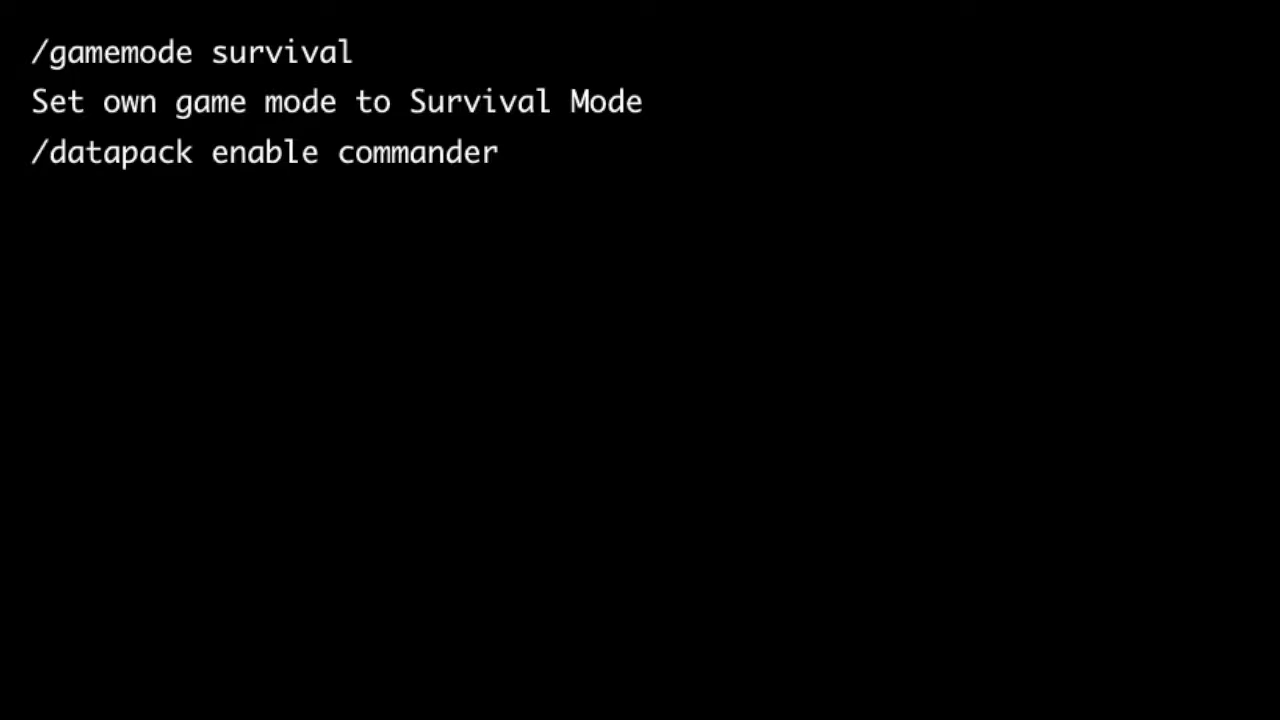 /gamemode survival
Set own game mode to Survival Mode
/datapack enable commander